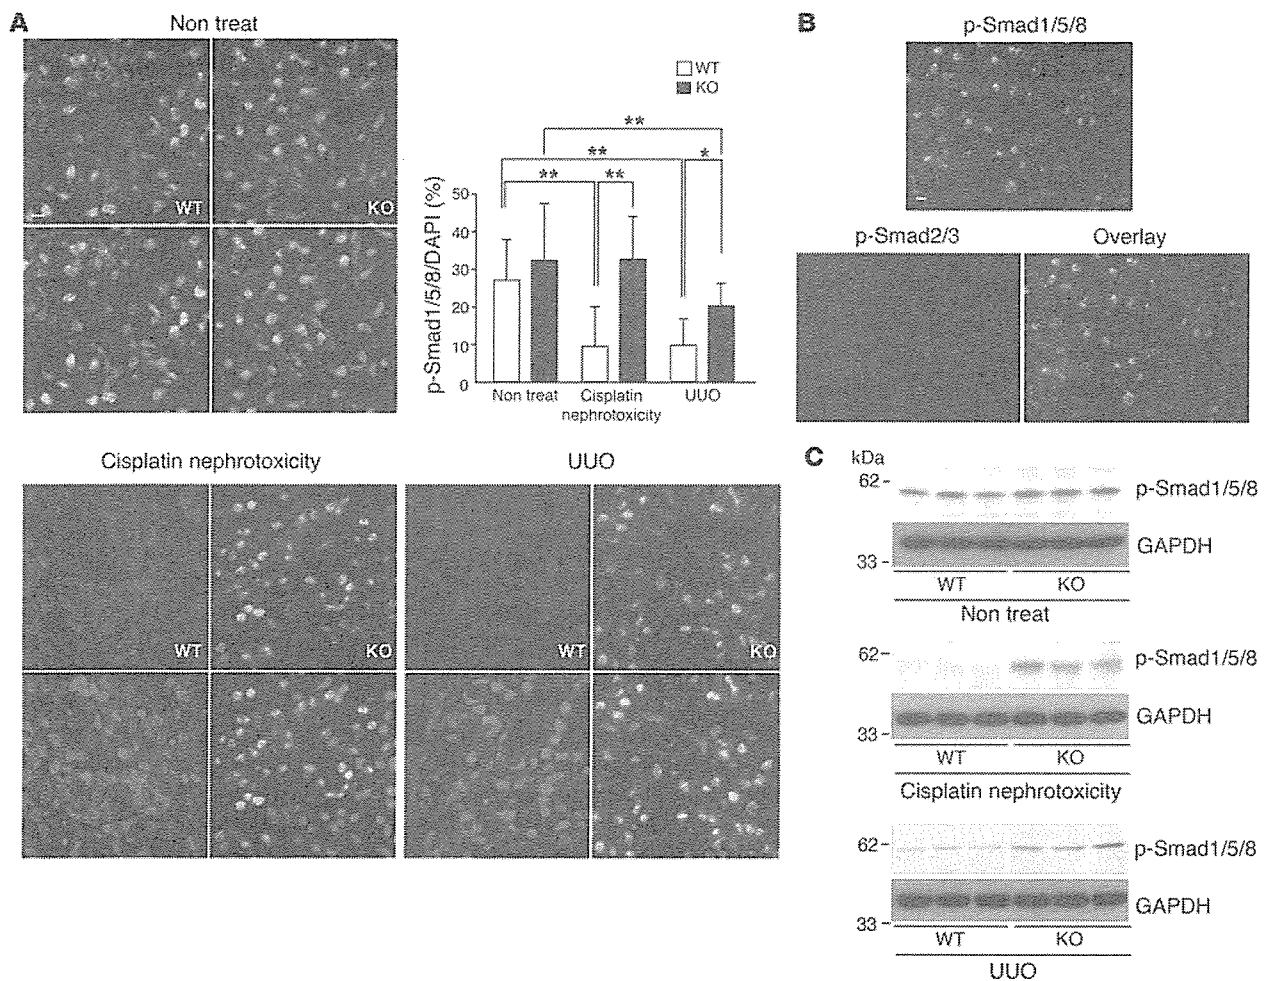 A
Non treat
WT
KO
WT
KO
**
**
*
**
**
p-Smad1/5/8/DAPI (%)
50
40
30
20
10
0
Non treat
Cisplatin
nephrotoxicity
UUO
Cisplatin nephrotoxicity
UUO
WT
KO
WT
KO
B
p-Smad1/5/8
p-Smad2/3
Overlay
C
kDa
62
p-Smad1/5/8
GAPDH
33
WT
KO
Non treat
62
p-Smad1/5/8
GAPDH
33
WT
KO
Cisplatin nephrotoxicity
62
p-Smad1/5/8
GAPDH
33
WT
KO
UUO